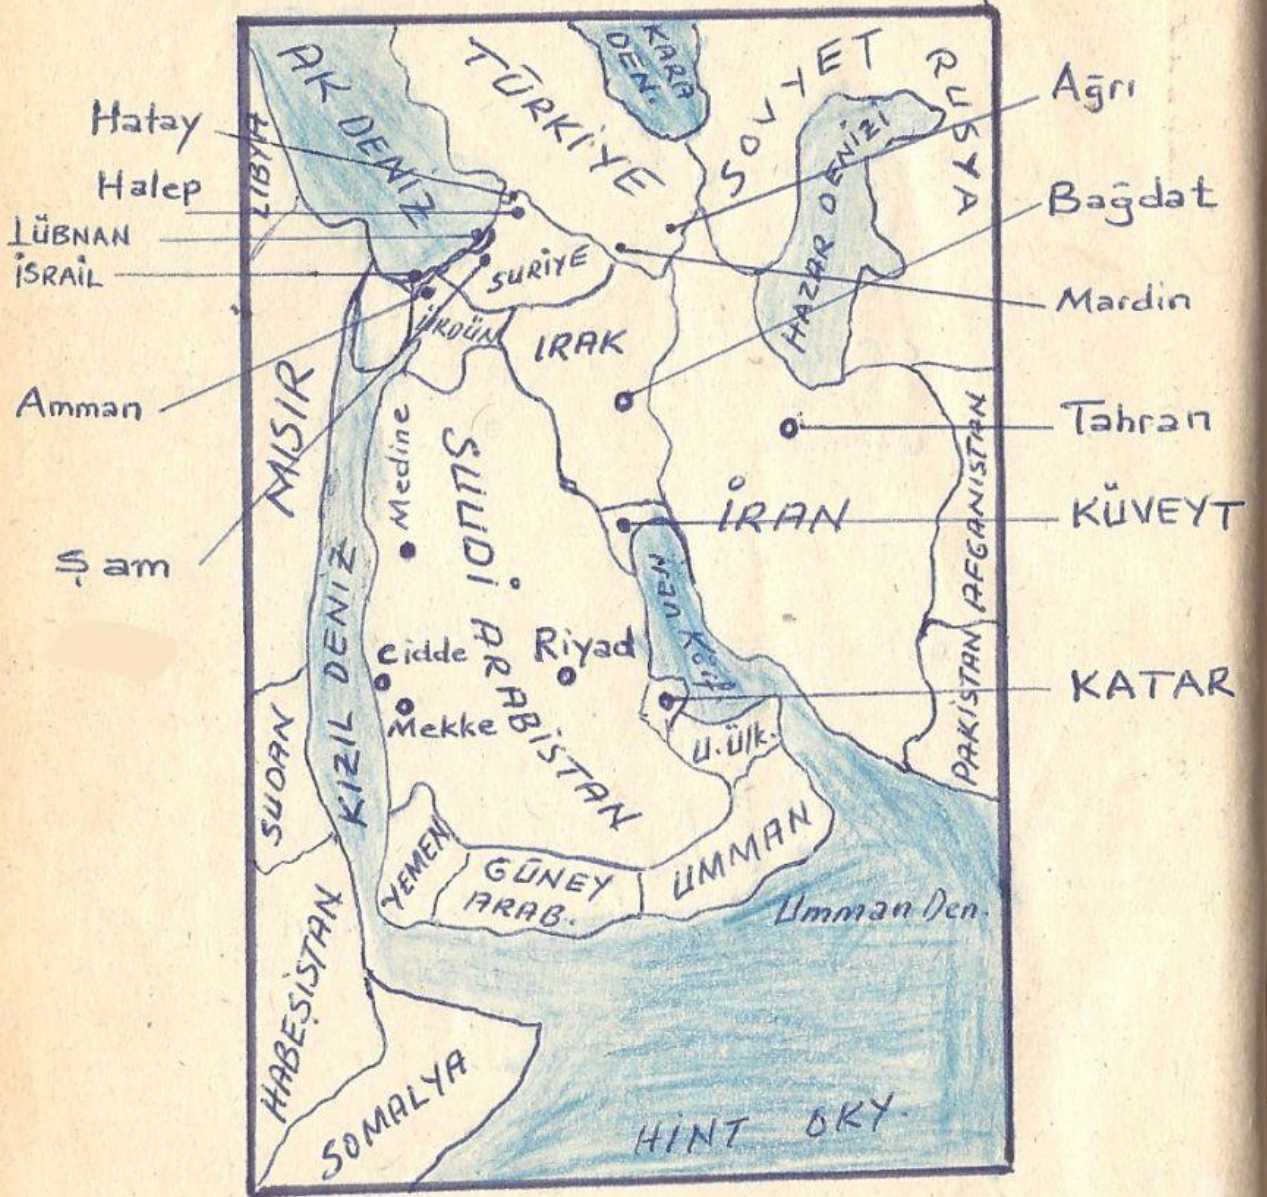 AK DENİZ
TÜRKİYE
KARA
DEN.
SOVYET
RUSYA
Ağrı
Hatay
LİBYA
HAZAR DENİZİ
Halep
Bağdat
LÜBNAN
SURİYE
İSRAİL
Mardin
ÜRDÜN
IRAK
MISIR
Amman
Medine
Tahran
SUUDİ ARABİSTAN
AFGANİSTAN
İRAN
KÜVEYT
Şam
KIZIL DENİZ
İran Körf.
Cidde
Riyad
PAKİSTAN
KATAR
Mekke
U. Ülk.
SUDAN
YEMEN
GÜNEY
ARAB.
UMMAN
Umman Den.
HABEŞİSTAN
SOMALYA
HİNT OKY.